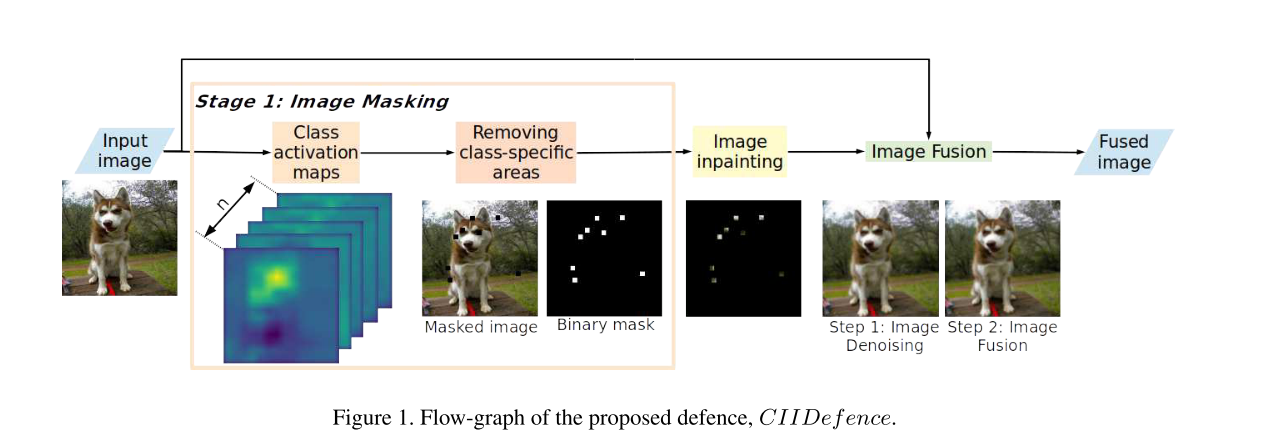 Stage 1: Image Masking
Input
image
Class
activation
maps
Removing
class-specific
areas
Image
inpainting
Image Fusion
Fused
image
n
Masked image
Binary mask
Step 1: Image
Denoising
Step 2: Image
Fusion
Figure 1. Flow-graph of the proposed defence, CIIDefence.